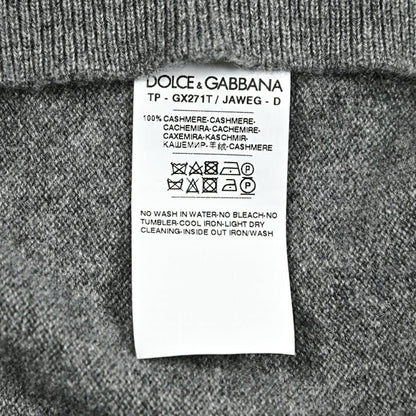 DOLCE & GABBANA
TP - GX271T / JAWEG - D
100% CASHMERE-CASHMERE-
CACHEMIRA-CACHEMIRE-
CAXEMIRA-KASCHMIR-
КАШЕМИР-羊绒-CASHMERE
NO WASH IN WATER-NO BLEACH-NO
TUMBLER-COOL IRON-LIGHT DRY
CLEANING-INSIDE OUT IRON/WASH